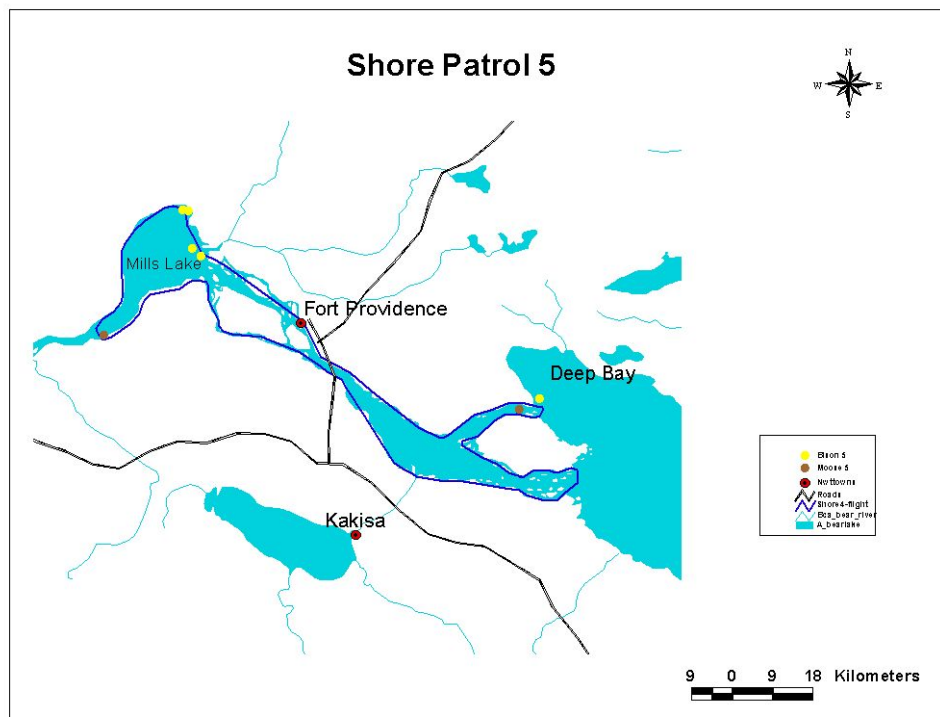 Shore Patrol 5
N
W E
S
Mills Lake
Fort Providence
Deep Bay
Kakisa
Bison 5
Moose 5
Nwttowns
Roads
Shore4-flight
Bcs_bear_river
A_bearlake
9 0 9 18 Kilometers